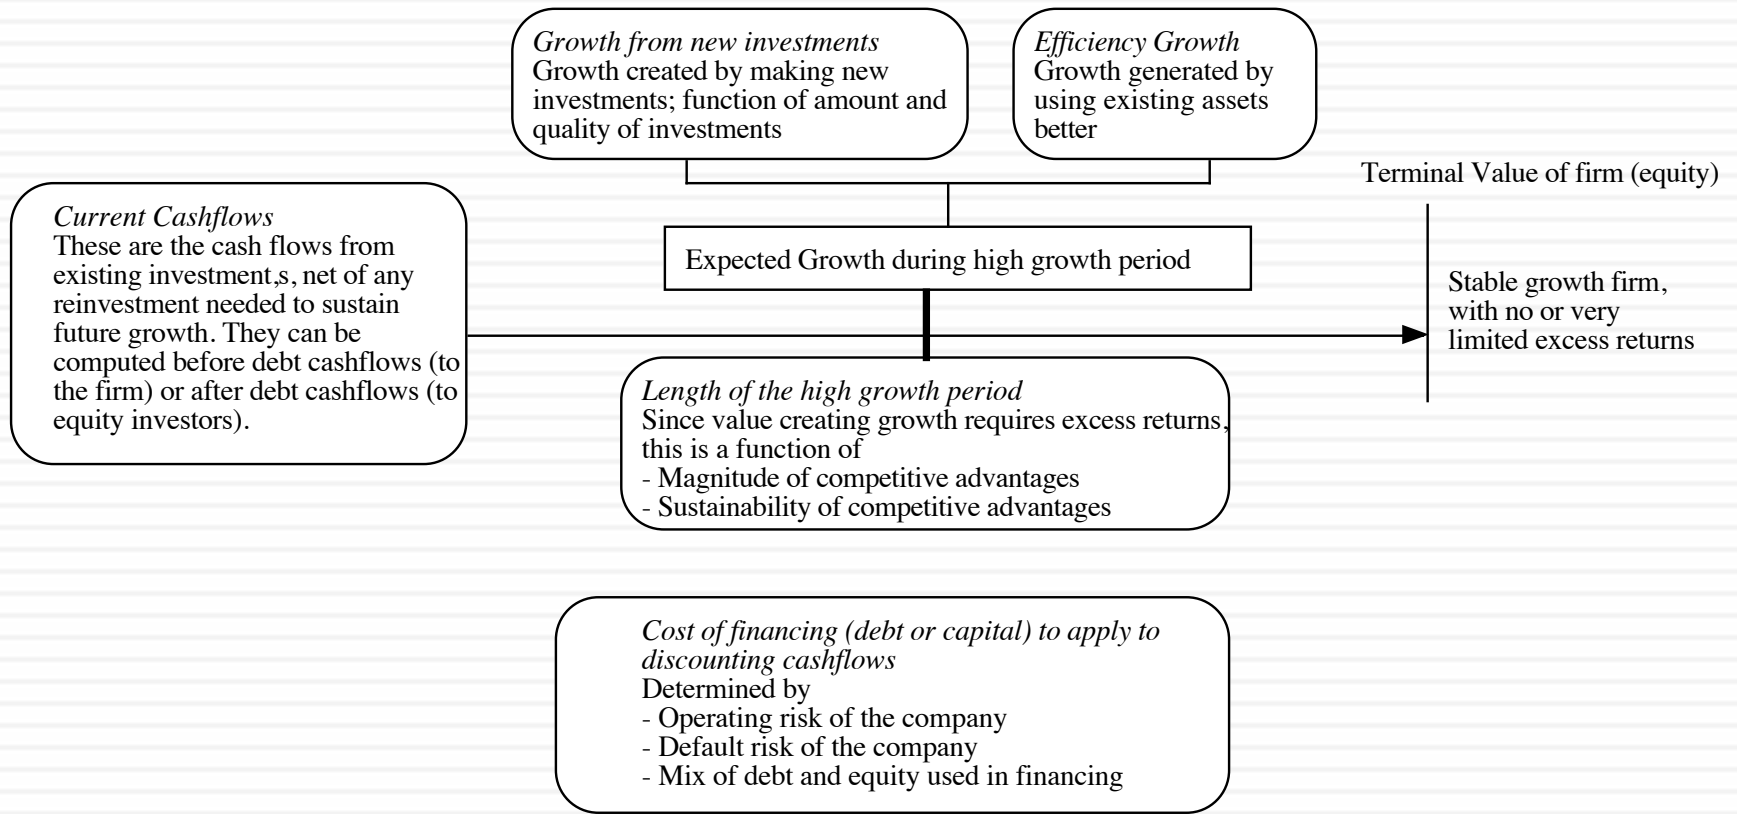 Growth from new investments
Growth created by making new
investments; function of amount and
quality of investments
Efficiency Growth
Growth generated by
using existing assets
better
Terminal Value of firm (equity)
Current Cashflows
These are the cash flows from
existing investment,s, net of any
reinvestment needed to sustain
future growth. They can be
computed before debt cashflows (to
the firm) or after debt cashflows (to
equity investors).
Expected Growth during high growth period
Stable growth firm,
with no or very
limited excess returns
Length of the high growth period
Since value creating growth requires excess returns,
this is a function of
- Magnitude of competitive advantages
- Sustainability of competitive advantages
Cost of financing (debt or capital) to apply to
discounting cashflows
Determined by
- Operating risk of the company
- Default risk of the company
- Mix of debt and equity used in financing